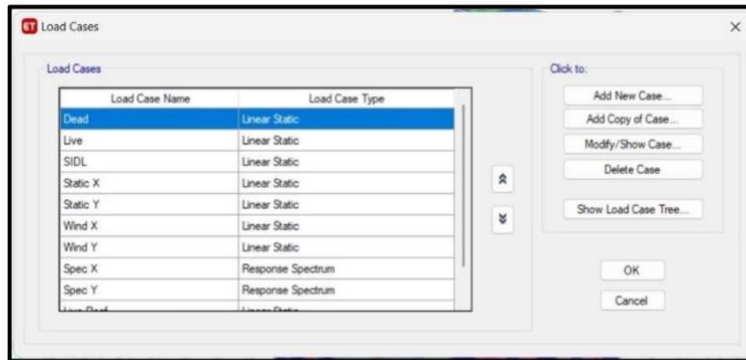 ET Load Cases
Load Cases
Load Case Name Load Case Type
Dead Linear Static
Live Linear Static
SIDL Linear Static
Static X Linear Static
Static Y Linear Static
Wind X Linear Static
Wind Y Linear Static
Spec X Response Spectrum
Spec Y Response Spectrum
Click to:
Add New Case...
Add Copy of Case...
Modify/Show Case...
Delete Case
Show Load Case Tree...
OK
Cancel